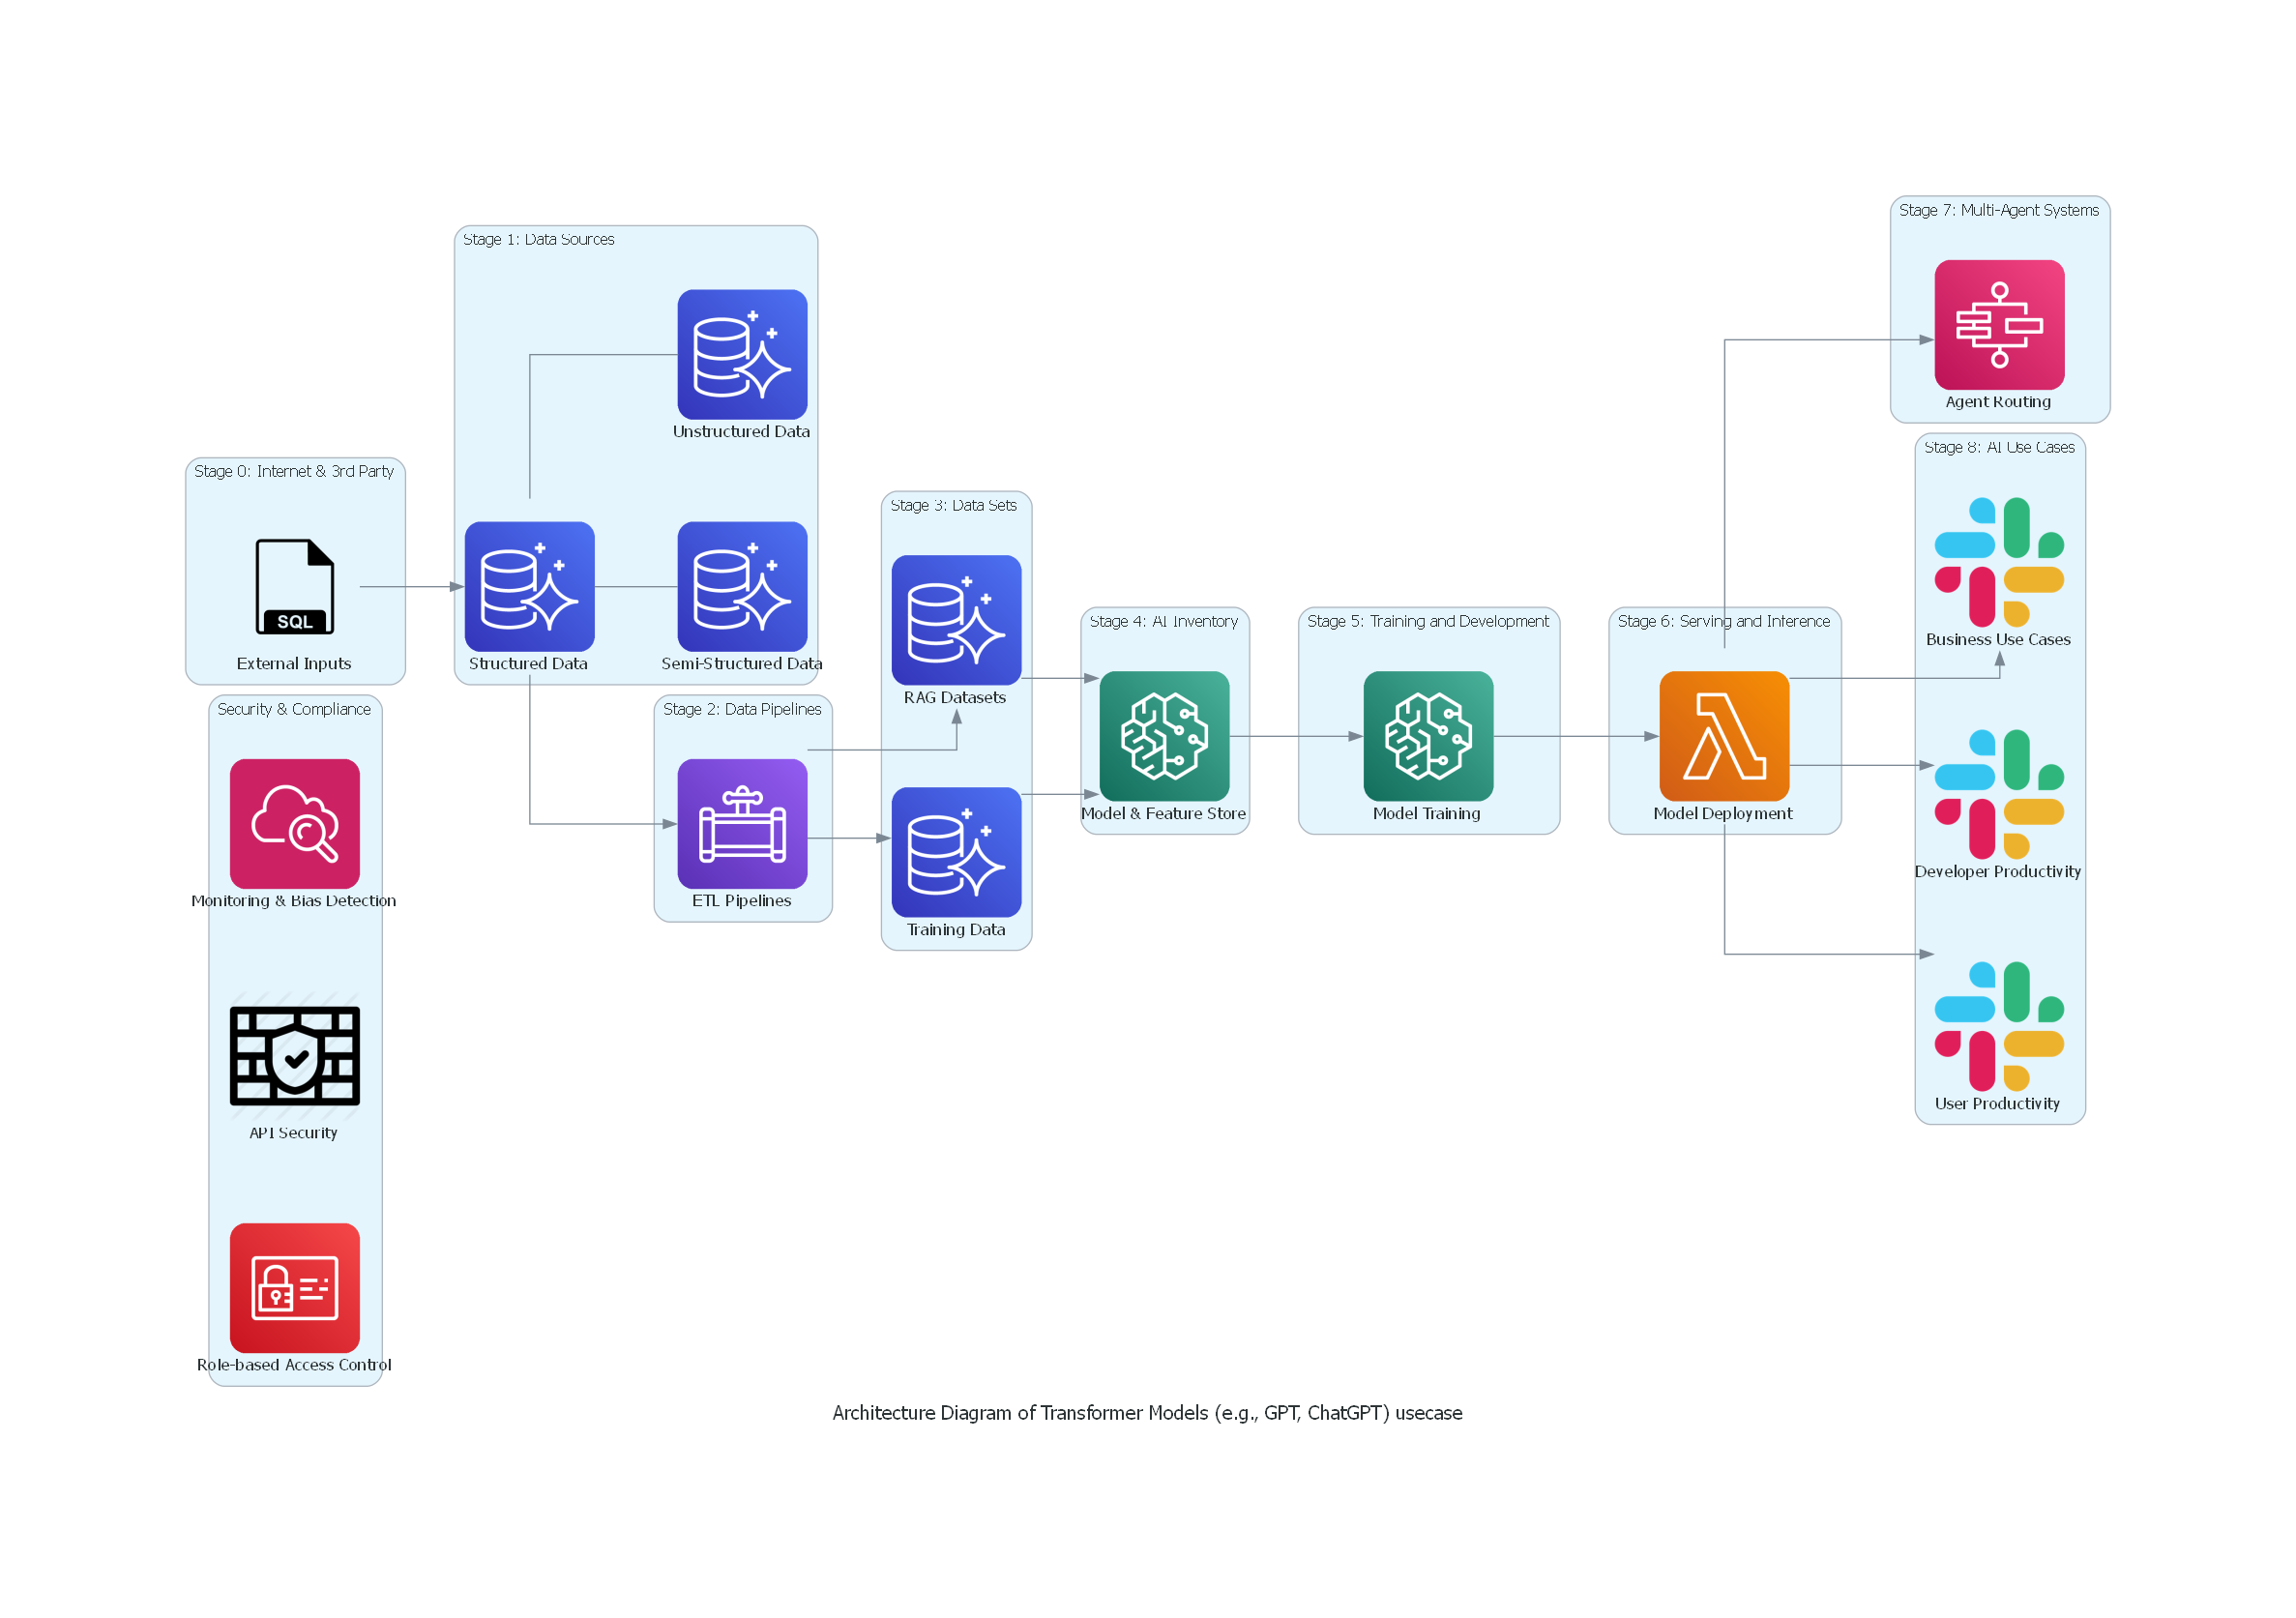 Stage 0: Internet & 3rd Party
SQL
External Inputs
Security & Compliance
Monitoring & Bias Detection
API Security
Role-based Access Control
Stage 1: Data Sources
Unstructured Data
Structured Data
Semi-Structured Data
Stage 2: Data Pipelines
ETL Pipelines
Stage 3: Data Sets
RAG Datasets
Training Data
Stage 4: AI Inventory
Model & Feature Store
Stage 5: Training and Development
Model Training
Stage 6: Serving and Inference
Model Deployment
Stage 7: Multi-Agent Systems
Agent Routing
Stage 8: AI Use Cases
Business Use Cases
Developer Productivity
User Productivity
Architecture Diagram of Transformer Models (e.g., GPT, ChatGPT) usecase